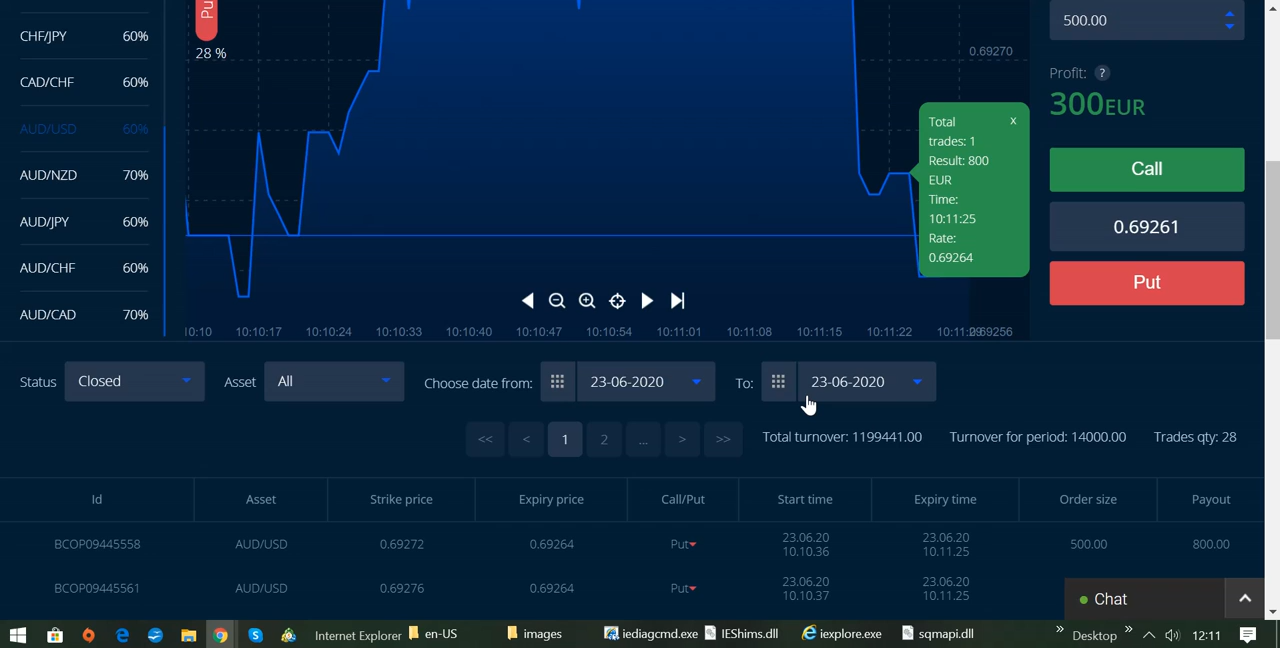 CHF/JPY 60%
CAD/CHF 60%
AUD/USD 60%
AUD/NZD 70%
AUD/JPY 60%
AUD/CHF 60%
AUD/CAD 70%
28 %
0.69270
Total x
trades: 1
Result: 800
EUR
Time:
10:11:25
Rate:
0.69264
500.00
Profit: ?
300EUR
Call
0.69261
Put
10:10:17 10:10:24 10:10:33 10:10:40 10:10:47 10:10:54 10:11:01 10:11:08 10:11:15 10:11:22 0.69256
Status Closed Asset All Choose date from: 23-06-2020 To: 23-06-2020
<< < 1 2 ... > >> Total turnover: 1199441.00 Turnover for period: 14000.00 Trades qty: 28
Id Asset Strike price Expiry price Call/Put Start time Expiry time Order size Payout
BCOP09445558 AUD/USD 0.69272 0.69264 Put 23.06.20 10.10.36 23.06.20 10.11.25 500.00 800.00
BCOP09445561 AUD/USD 0.69276 0.69264 Put 23.06.20 10.10.37 23.06.20 10.11.25
Chat
Internet Explorer en-US images iediagcmd.exe IEShims.dll iexplore.exe sqmapi.dll » Desktop » 12:11